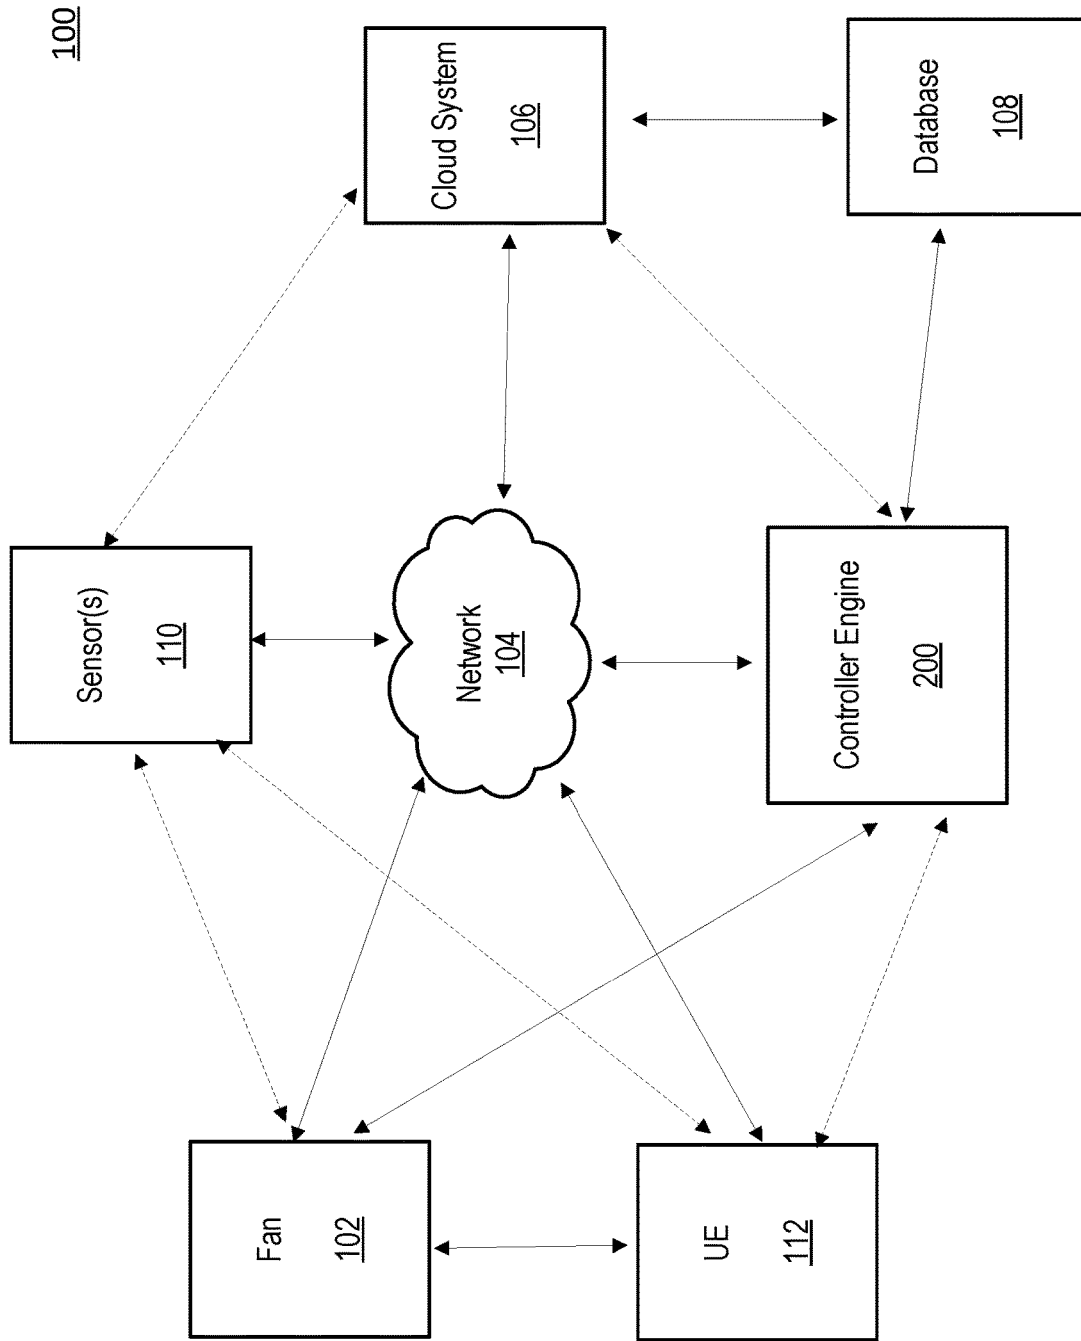 100
Sensor(s)
110
Cloud System
106
Fan
102
Network
104
UE
112
Controller Engine
200
Database
108